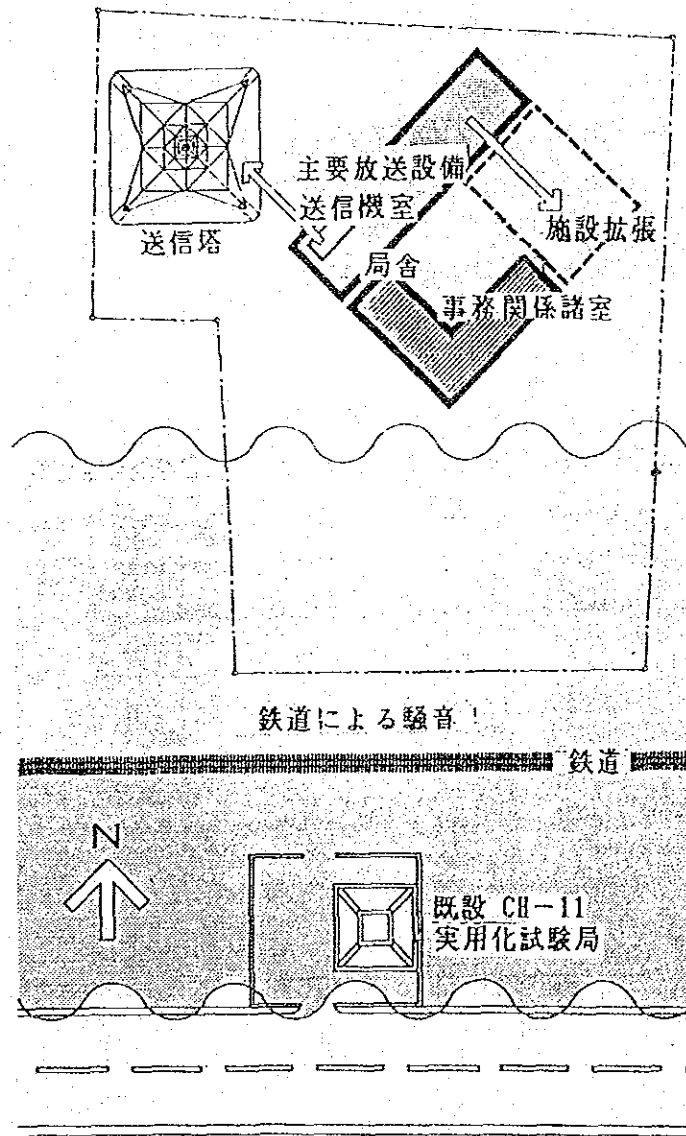 主要放送設備
送信機室
送信塔
施設拡張
局舎
事務関係諸室
鉄道による騒音！
鉄道
N
既設 CH-11
実用化試験局